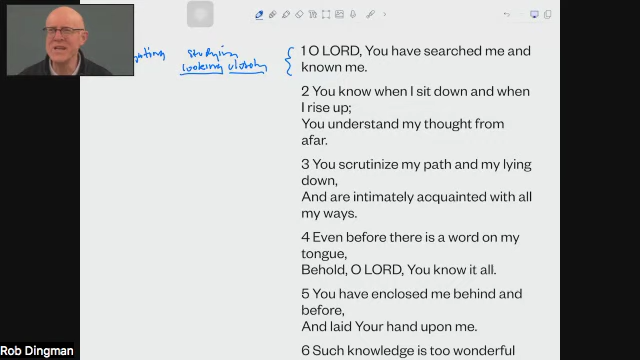 studying
looking closely
1 O LORD, You have searched me and
known me.
2 You know when I sit down and when
I rise up;
You understand my thought from
afar.
3 You scrutinize my path and my lying
down,
And are intimately acquainted with all
my ways.
4 Even before there is a word on my
tongue,
Behold, O LORD, You know it all.
5 You have enclosed me behind and
before,
And laid Your hand upon me.
6 Such knowledge is too wonderful
Rob Dingman